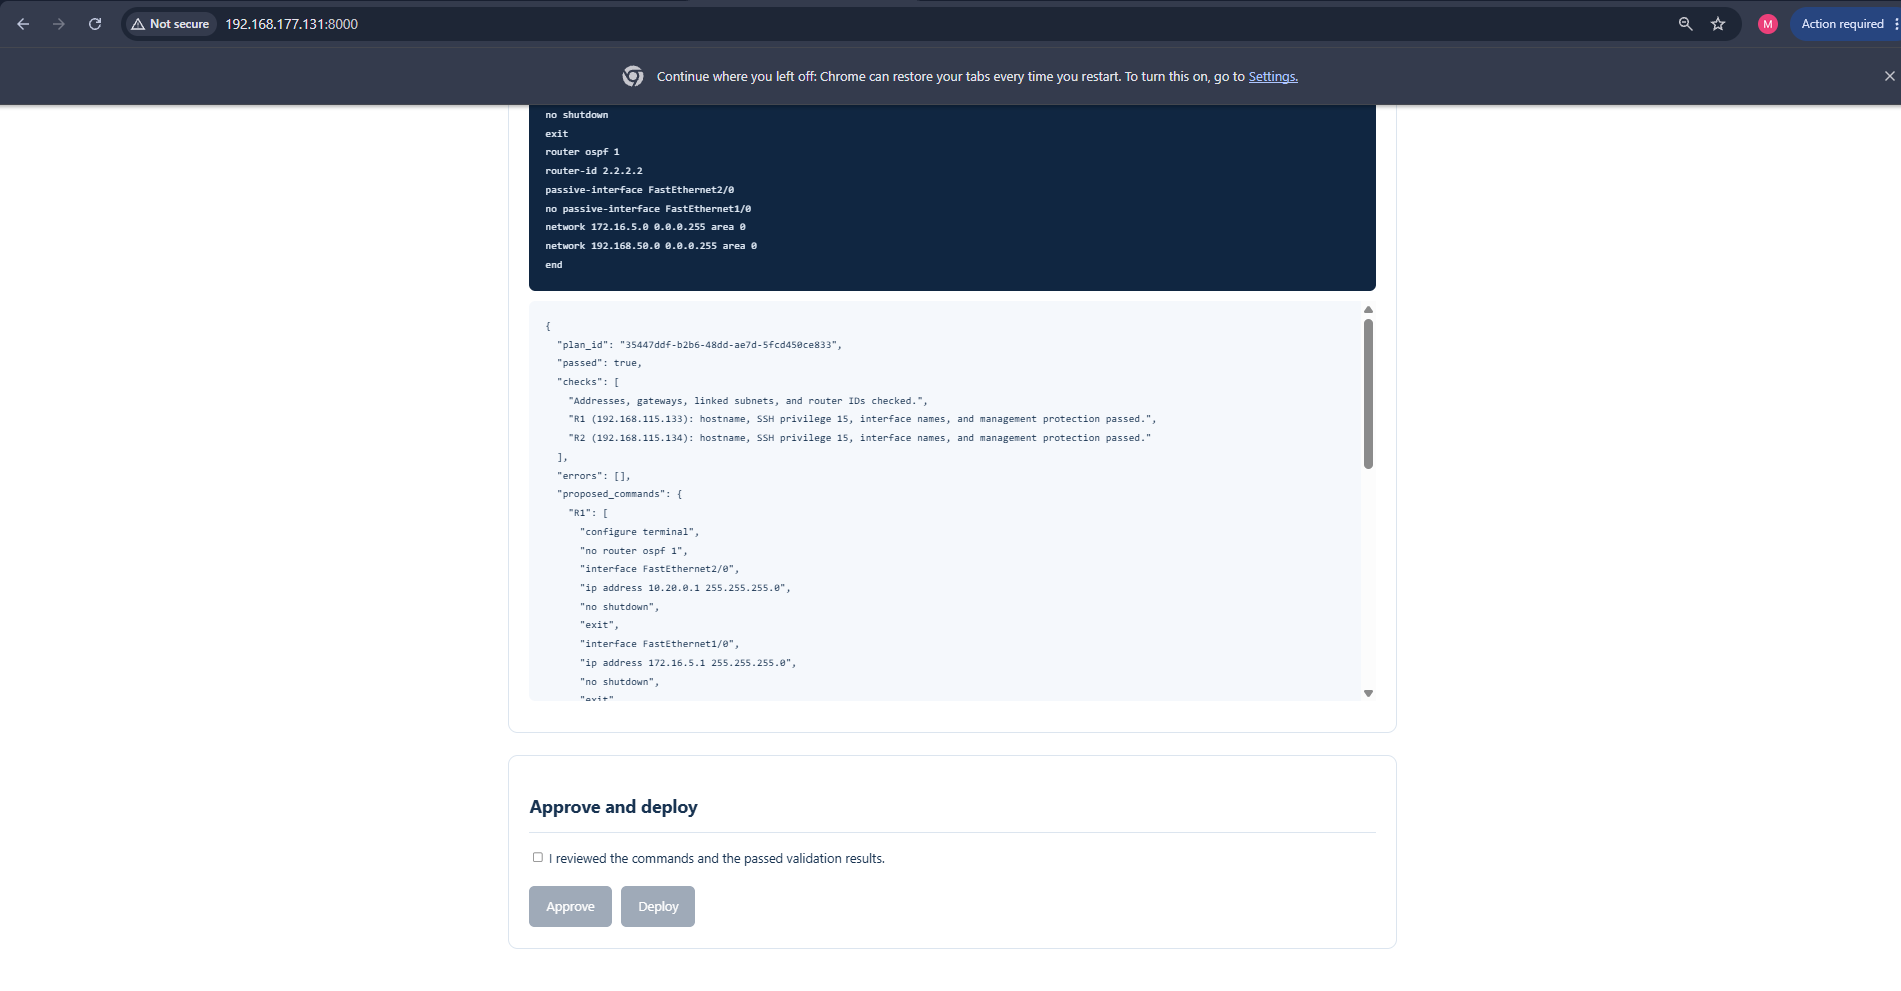 Not secure
192.168.177.131:8000
M
Action required
Continue where you left off: Chrome can restore your tabs every time you restart. To turn this on, go to Settings.
no shutdown
exit
router ospf 1
router-id 2.2.2.2
passive-interface FastEthernet2/0
no passive-interface FastEthernet1/0
network 172.16.5.0 0.0.0.255 area 0
network 192.168.50.0 0.0.0.255 area 0
end
{
"plan_id": "35447ddf-b2b6-48dd-ae7d-5fcd450ce833",
"passed": true,
"checks": [
"Addresses, gateways, linked subnets, and router IDs checked.",
"R1 (192.168.115.133): hostname, SSH privilege 15, interface names, and management protection passed.",
"R2 (192.168.115.134): hostname, SSH privilege 15, interface names, and management protection passed."
],
"errors": [],
"proposed_commands": {
"R1": [
"configure terminal",
"no router ospf 1",
"interface FastEthernet2/0",
"ip address 10.20.0.1 255.255.255.0",
"no shutdown",
"exit",
"interface FastEthernet1/0",
"ip address 172.16.5.1 255.255.255.0",
"no shutdown",
"exit"
Approve and deploy
I reviewed the commands and the passed validation results.
Approve
Deploy